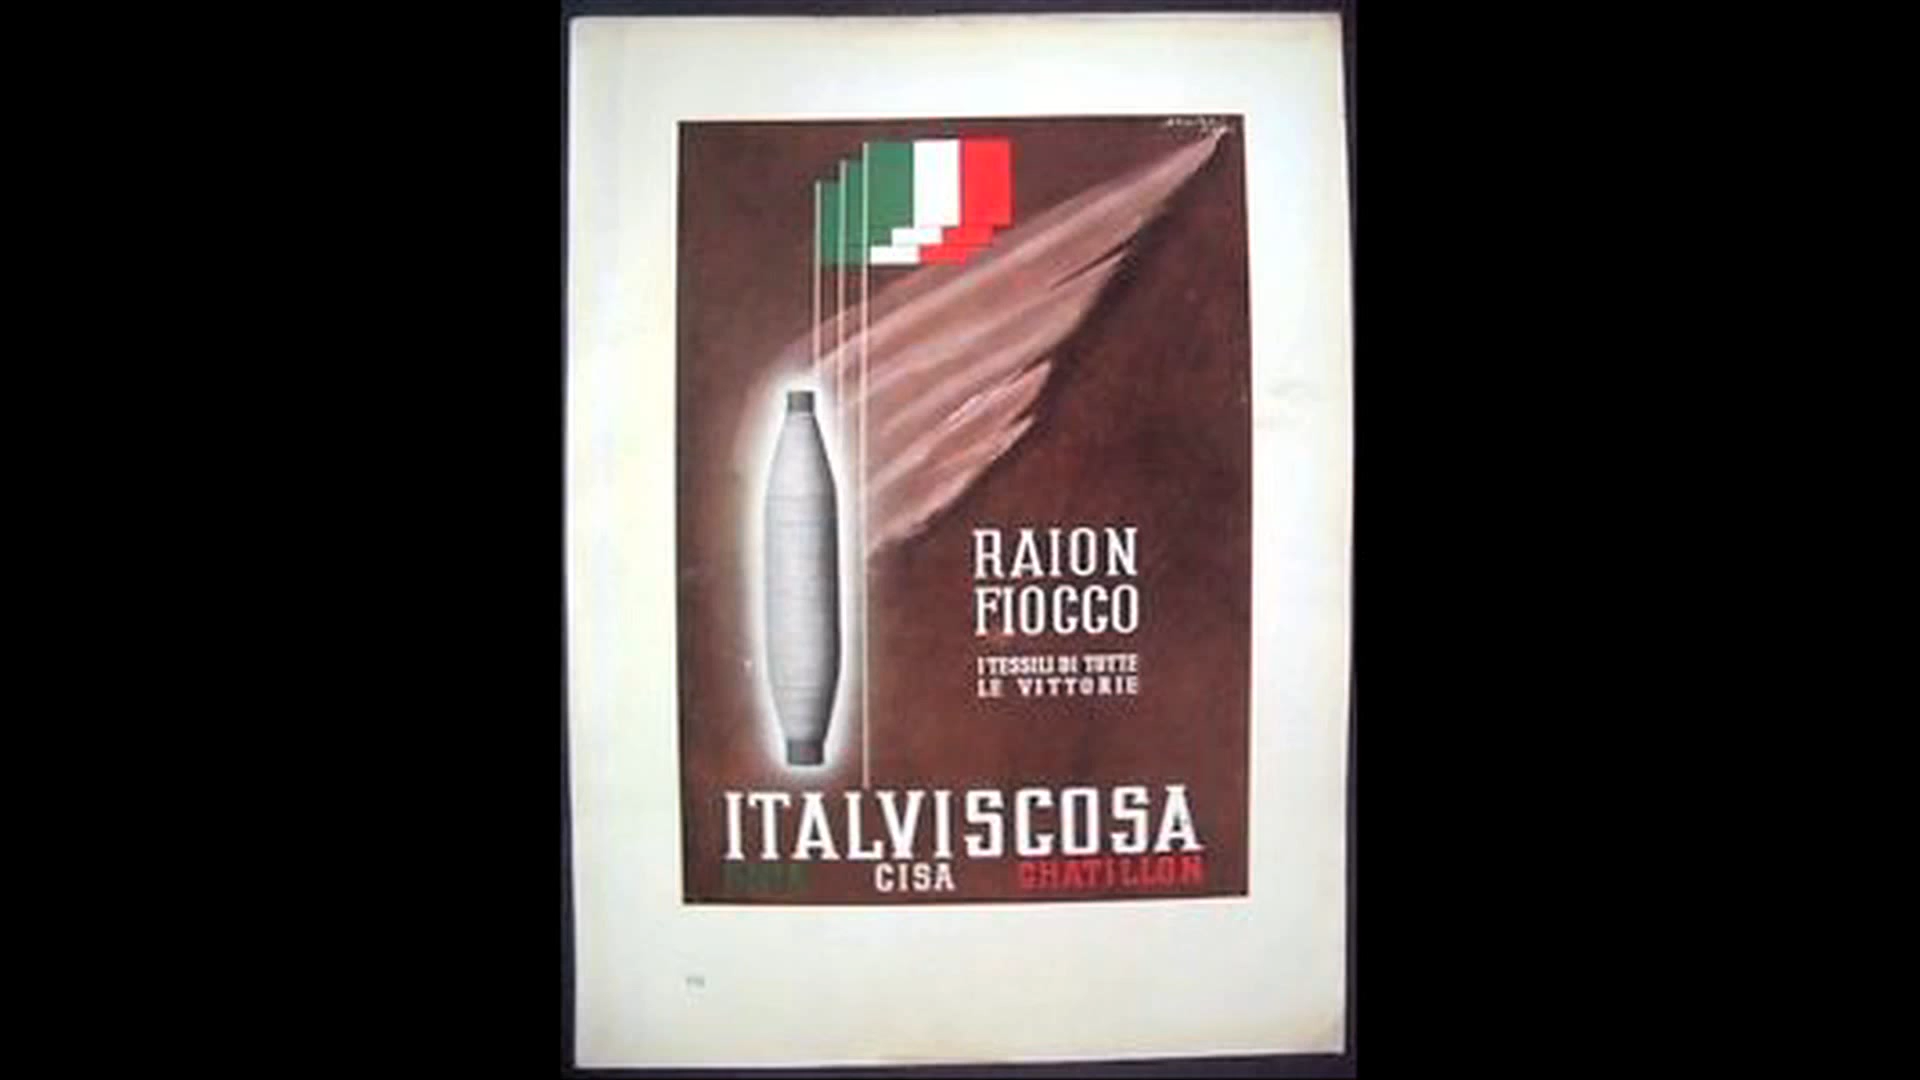 RAION
FIOCCO
I TESSILI DI TUTTE
LE VITTORIE
ITALVISCOSA
CISA CHATILLON